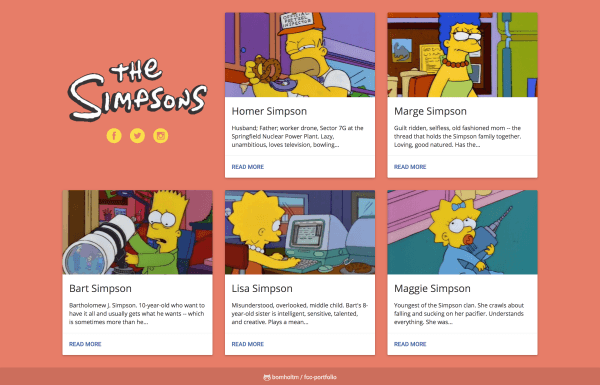 THE
SIMPSONS
OFFICIAL
PRETZEL
INSPECTOR
Homer Simpson
Husband; Father; worker drone, Sector 7G at the
Springfield Nuclear Power Plant. Lazy,
unambitous, loves television, bowling...
READ MORE
Marge Simpson
Guilt ridden, selfless, old fashioned mom -- the
thread that holds the Simpson family together.
Loving, good natured. Has the...
READ MORE
Bart Simpson
Bartholomew J. Simpson. 10-year-old who want to
have it all and usually gets what he wants -- which
is sometimes more than he...
READ MORE
Lisa Simpson
Misunderstood, overlooked, middle child. Bart's 8-
year-old sister is intelligent, sensitive, talented,
and creative. Plays a mean...
READ MORE
Maggie Simpson
Youngest of the Simpson clan. She crawls about
falling and sucking on her pacifier. Understands
everything. She was...
READ MORE
bomholtm / fcc-portfolio